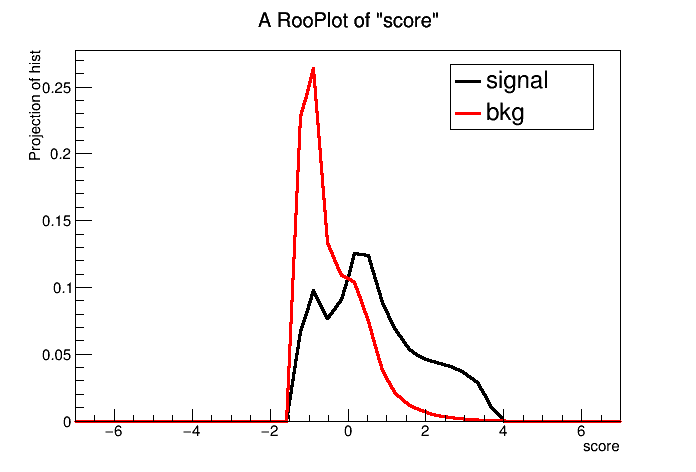 A RooPlot of "score"
Projection of hist
signal
bkg
0.25
0.2
0.15
0.1
0.05
0
−6 −4 −2 0 2 4 6
score